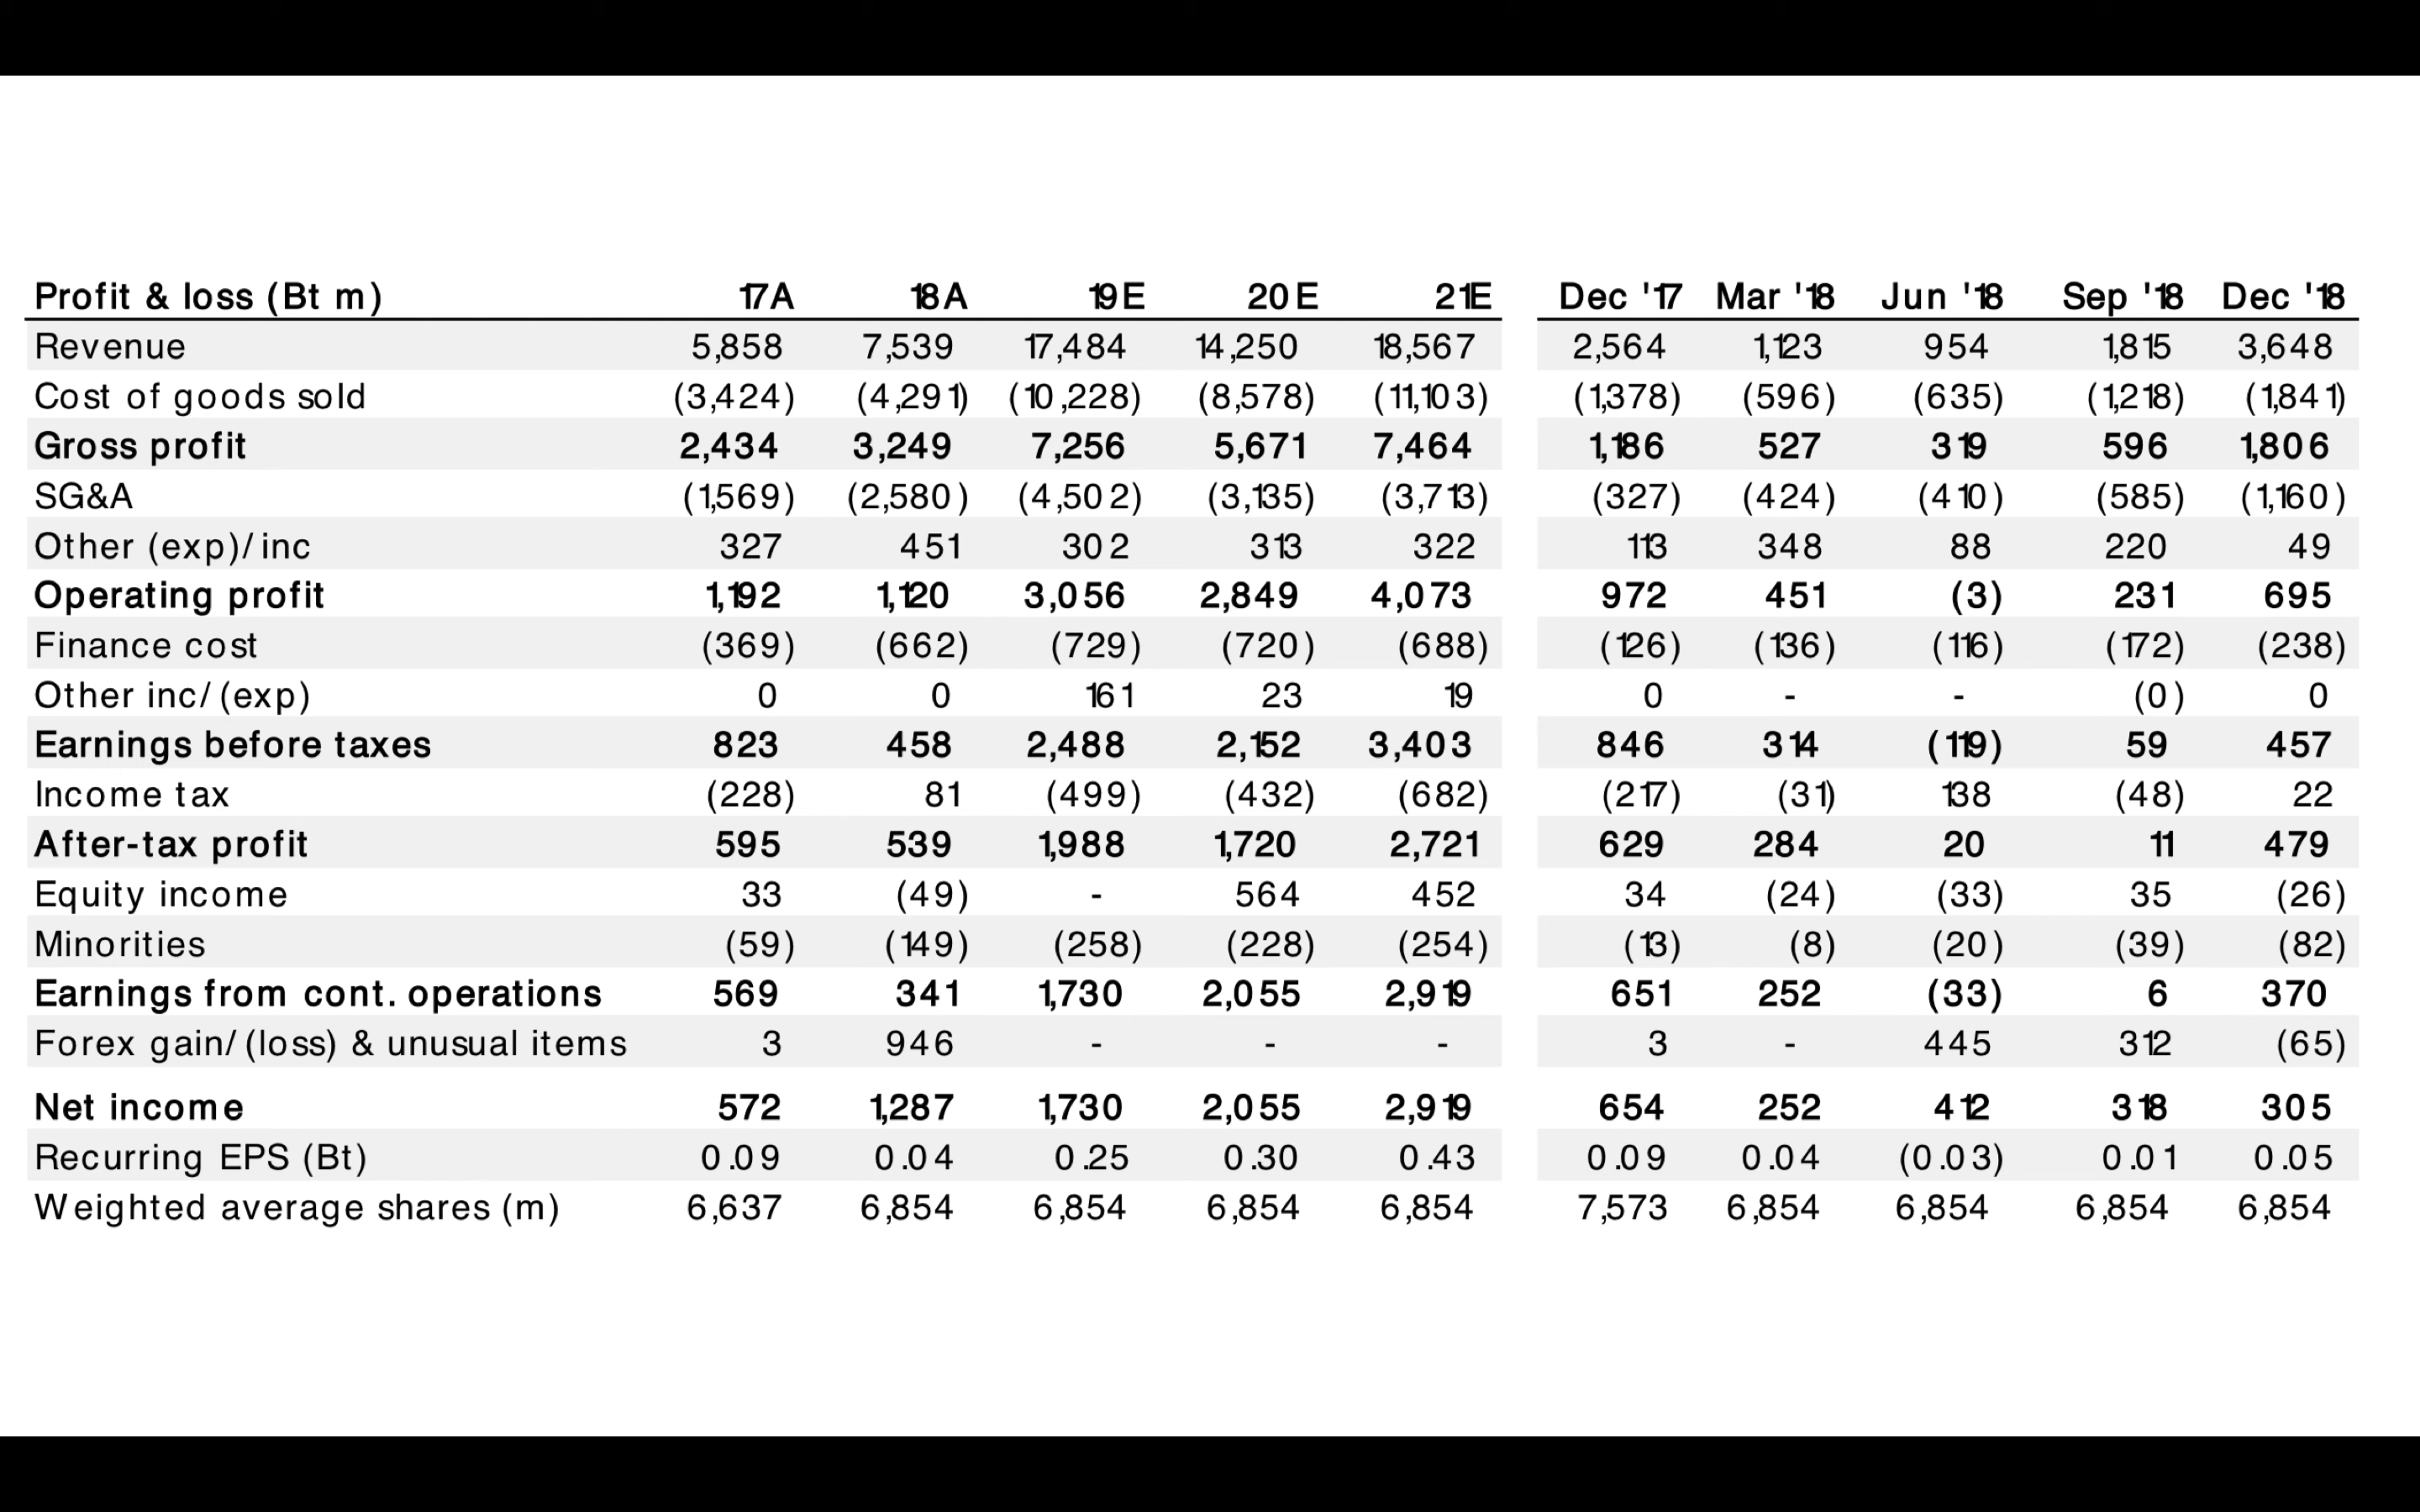 Profit & loss (Bt m) 17A 18A 19E 20E 21E Dec '17 Mar '18 Jun '18 Sep '18 Dec '18
Revenue 5,858 7,539 17,484 14,250 18,567 2,564 1,123 954 1,815 3,648
Cost of goods sold (3,424) (4,291) (10,228) (8,578) (11,103) (1,378) (596) (635) (1,218) (1,841)
Gross profit 2,434 3,249 7,256 5,671 7,464 1,186 527 319 596 1,806
SG&A (1,569) (2,580) (4,502) (3,135) (3,713) (327) (424) (410) (585) (1,160)
Other (exp)/inc 327 451 302 313 322 113 348 88 220 49
Operating profit 1,192 1,120 3,056 2,849 4,073 972 451 (3) 231 695
Finance cost (369) (662) (729) (720) (688) (126) (136) (116) (172) (238)
Other inc/(exp) 0 0 161 23 19 0 - - (0) 0
Earnings before taxes 823 458 2,488 2,152 3,403 846 314 (119) 59 457
Income tax (228) 81 (499) (432) (682) (217) (31) 138 (48) 22
After-tax profit 595 539 1,988 1,720 2,721 629 284 20 11 479
Equity income 33 (49) - 564 452 34 (24) (33) 35 (26)
Minorities (59) (149) (258) (228) (254) (13) (8) (20) (39) (82)
Earnings from cont. operations 569 341 1,730 2,055 2,919 651 252 (33) 6 370
Forex gain/(loss) & unusual items 3 946 - - - 3 - 445 312 (65)
Net income 572 1,287 1,730 2,055 2,919 654 252 412 318 305
Recurring EPS (Bt) 0.09 0.04 0.25 0.30 0.43 0.09 0.04 (0.03) 0.01 0.05
Weighted average shares (m) 6,637 6,854 6,854 6,854 6,854 7,573 6,854 6,854 6,854 6,854